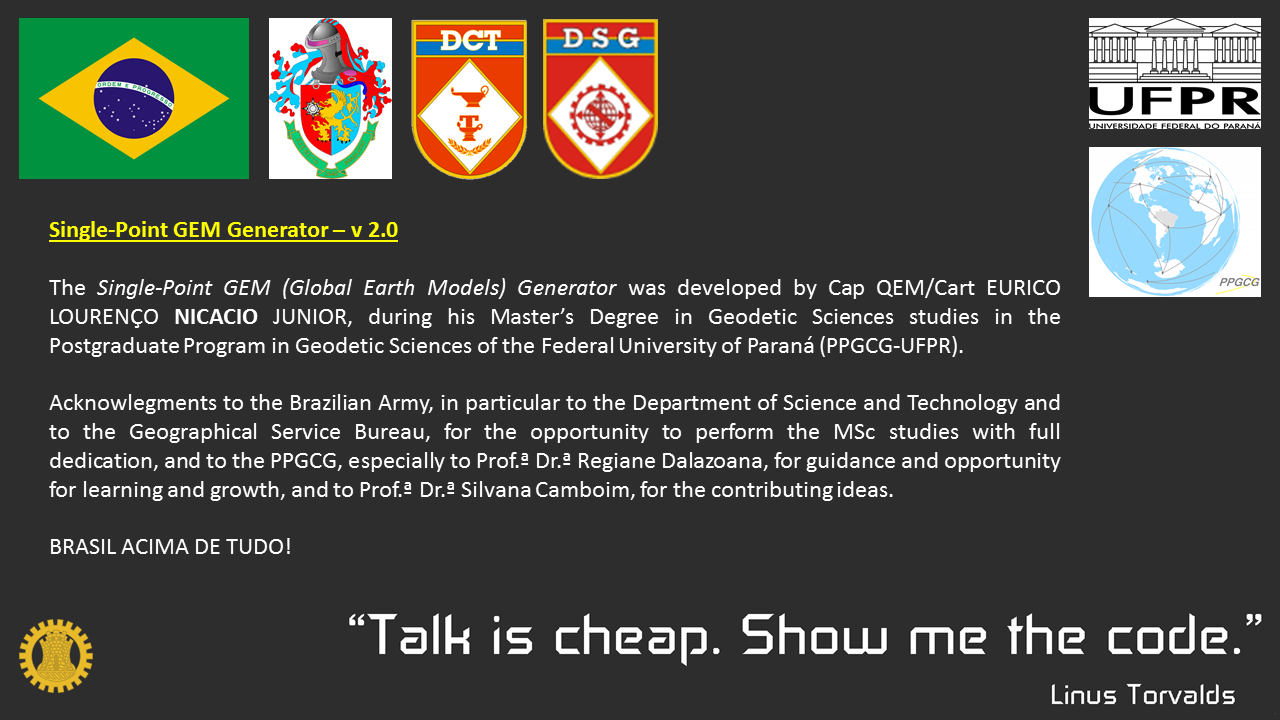 ORDEM E PROGRESSO
DCT
DSG
UFPR
UNIVERSIDADE FEDERAL DO PARANÁ
PPGCG
Single-Point GEM Generator – v 2.0
The Single-Point GEM (Global Earth Models) Generator was developed by Cap QEM/Cart EURICO
LOURENÇO NICACIO JUNIOR, during his Master’s Degree in Geodetic Sciences studies in the
Postgraduate Program in Geodetic Sciences of the Federal University of Paraná (PPGCG-UFPR).
Acknowlegments to the Brazilian Army, in particular to the Department of Science and Technology and
to the Geographical Service Bureau, for the opportunity to perform the MSc studies with full
dedication, and to the PPGCG, especially to Prof.ª Dr.ª Regiane Dalazoana, for guidance and opportunity
for learning and growth, and to Prof.ª Dr.ª Silvana Camboim, for the contributing ideas.
BRASIL ACIMA DE TUDO!
“Talk is cheap. Show me the code.”
Linus Torvalds